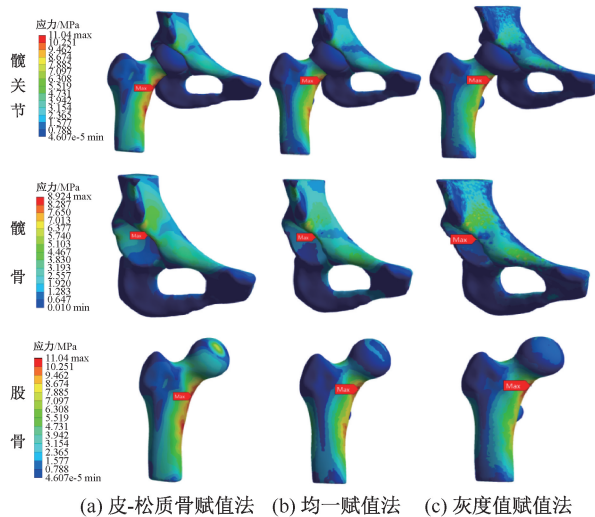 应力/MPa
11.04 max
10.251
9.462
8.674
7.885
7.097
6.308
5.519
4.731
3.942
3.154
2.365
1.577
0.788
4.607e-5 min
髋关节
Max
Max
Max
应力/MPa
8.924 max
8.287
7.650
7.013
6.377
5.740
5.103
4.467
3.830
3.193
2.557
1.920
1.283
0.647
0.010 min
髋骨
Max
Max
Max
应力/MPa
11.04 max
10.251
9.462
8.674
7.885
7.097
6.308
5.519
4.731
3.942
3.154
2.365
1.577
0.788
4.607e-5 min
股骨
Max
Max
Max
(a) 皮-松质骨赋值法 (b) 均一赋值法 (c) 灰度值赋值法